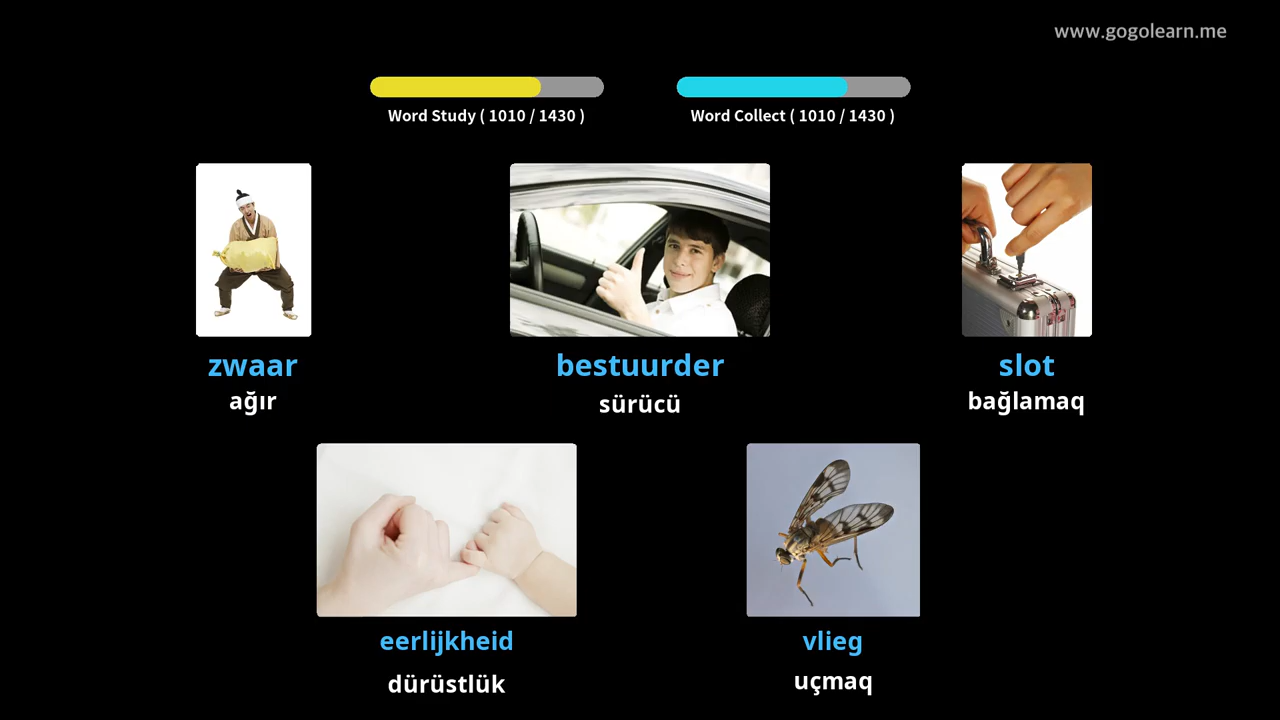 www.gogolearn.me
Word Study ( 1010 / 1430 )
Word Collect ( 1010 / 1430 )
zwaar
ağır
bestuurder
sürücü
slot
bağlamaq
eerlijkheid
dürüstlük
vlieg
uçmaq